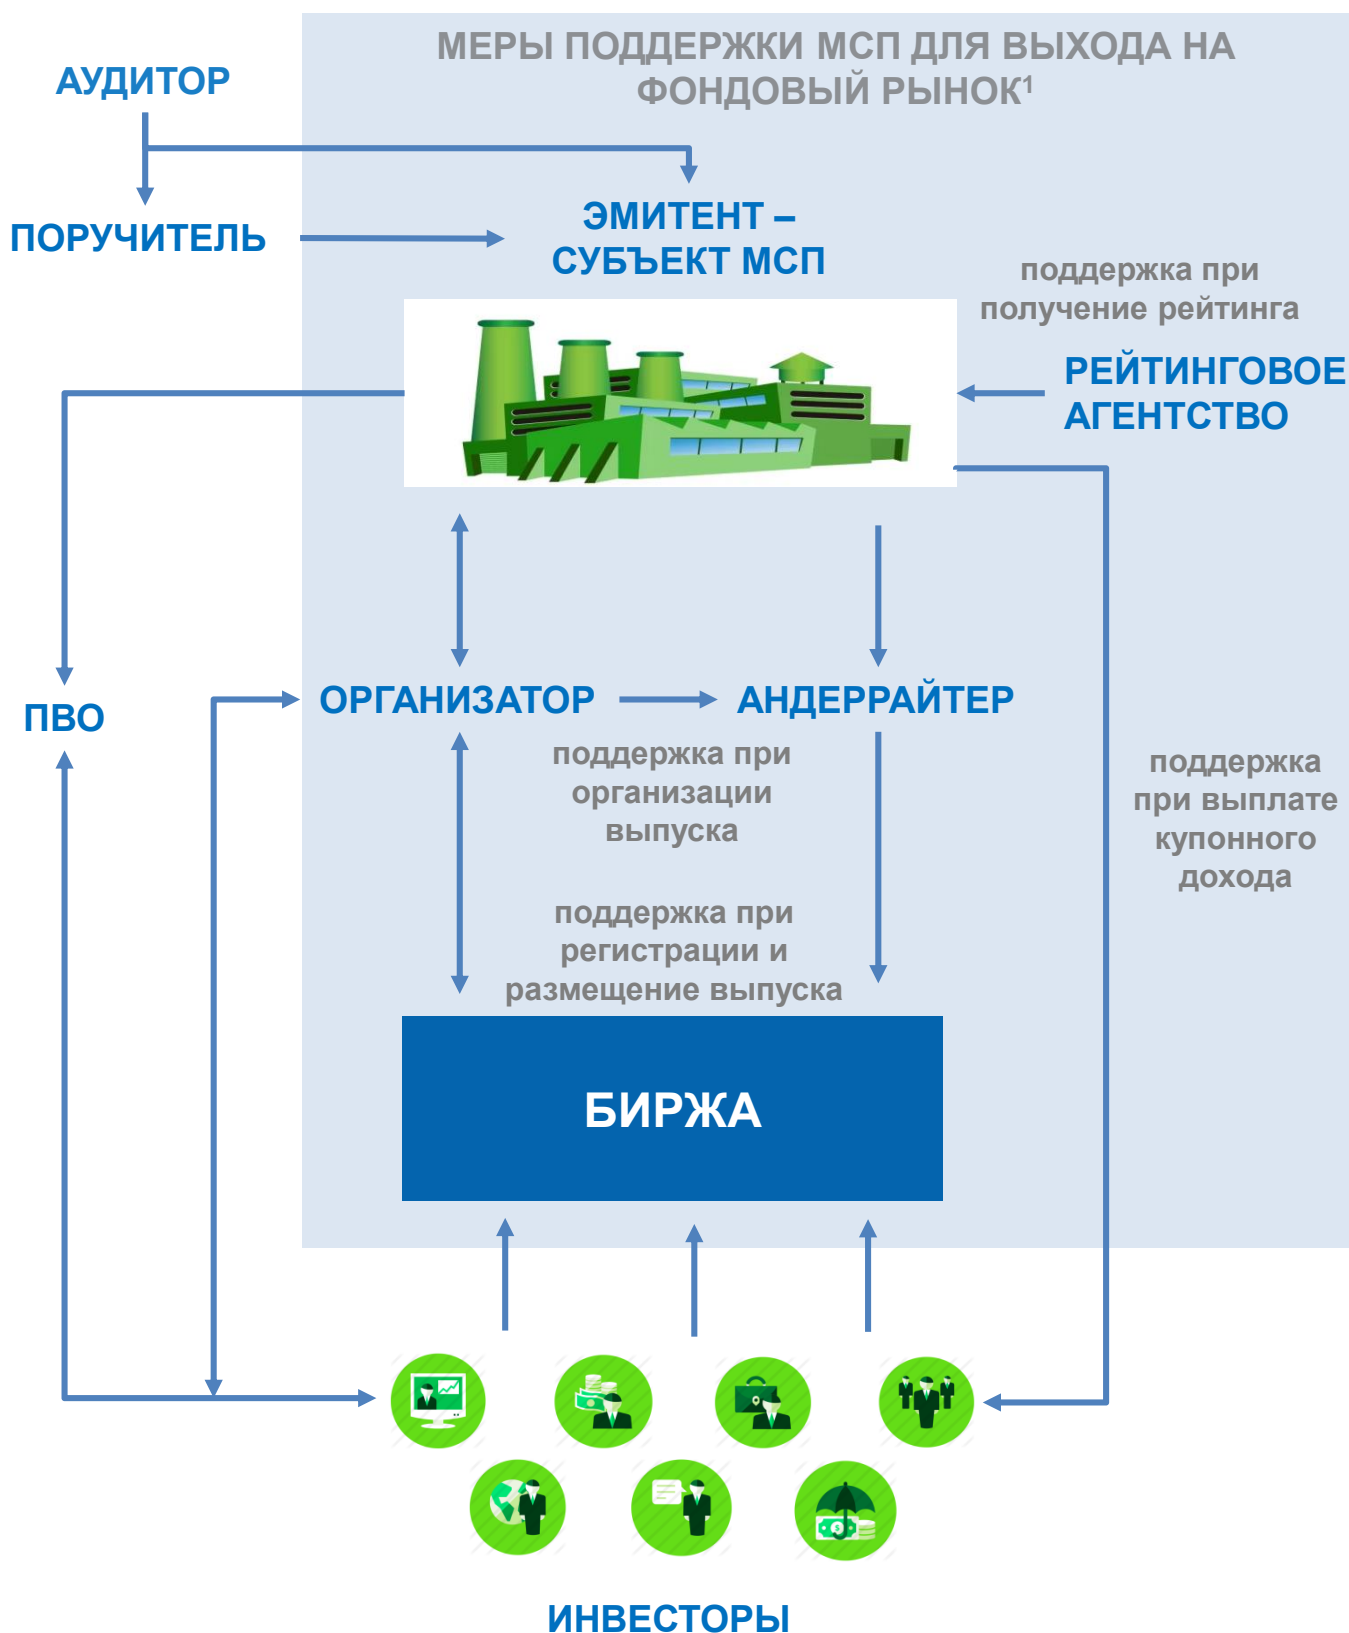 МЕРЫ ПОДДЕРЖКИ МСП ДЛЯ ВЫХОДА НА
ФОНДОВЫЙ РЫНОК¹
АУДИТОР
ПОРУЧИТЕЛЬ
ЭМИТЕНТ –
СУБЪЕКТ МСП
поддержка при
получение рейтинга
РЕЙТИНГОВОЕ
АГЕНТСТВО
ПВО
ОРГАНИЗАТОР
АНДЕРРАЙТЕР
поддержка при
организации
выпуска
поддержка
при выплате
купонного
дохода
поддержка при
регистрации и
размещение выпуска
БИРЖА
ИНВЕСТОРЫ